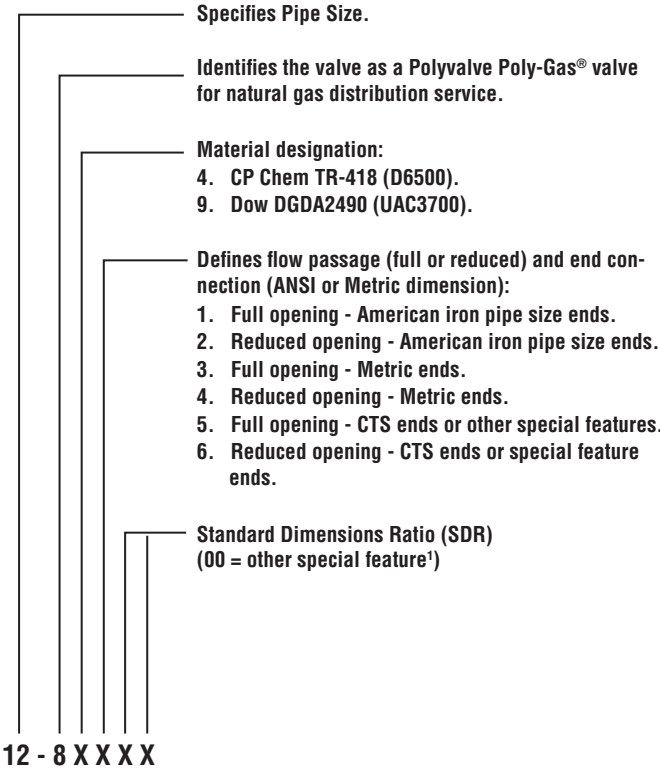 Specifies Pipe Size.
Identifies the valve as a Polyvalve Poly-Gas® valve
for natural gas distribution service.
Material designation:
4. CP Chem TR-418 (D6500).
9. Dow DGDA2490 (UAC3700).
Defines flow passage (full or reduced) and end con-
nection (ANSI or Metric dimension):
1. Full opening - American iron pipe size ends.
2. Reduced opening - American iron pipe size ends.
3. Full opening - Metric ends.
4. Reduced opening - Metric ends.
5. Full opening - CTS ends or other special features.
6. Reduced opening - CTS ends or special feature
ends.
Standard Dimensions Ratio (SDR)
(00 = other special feature¹)
12 - 8 X X X X